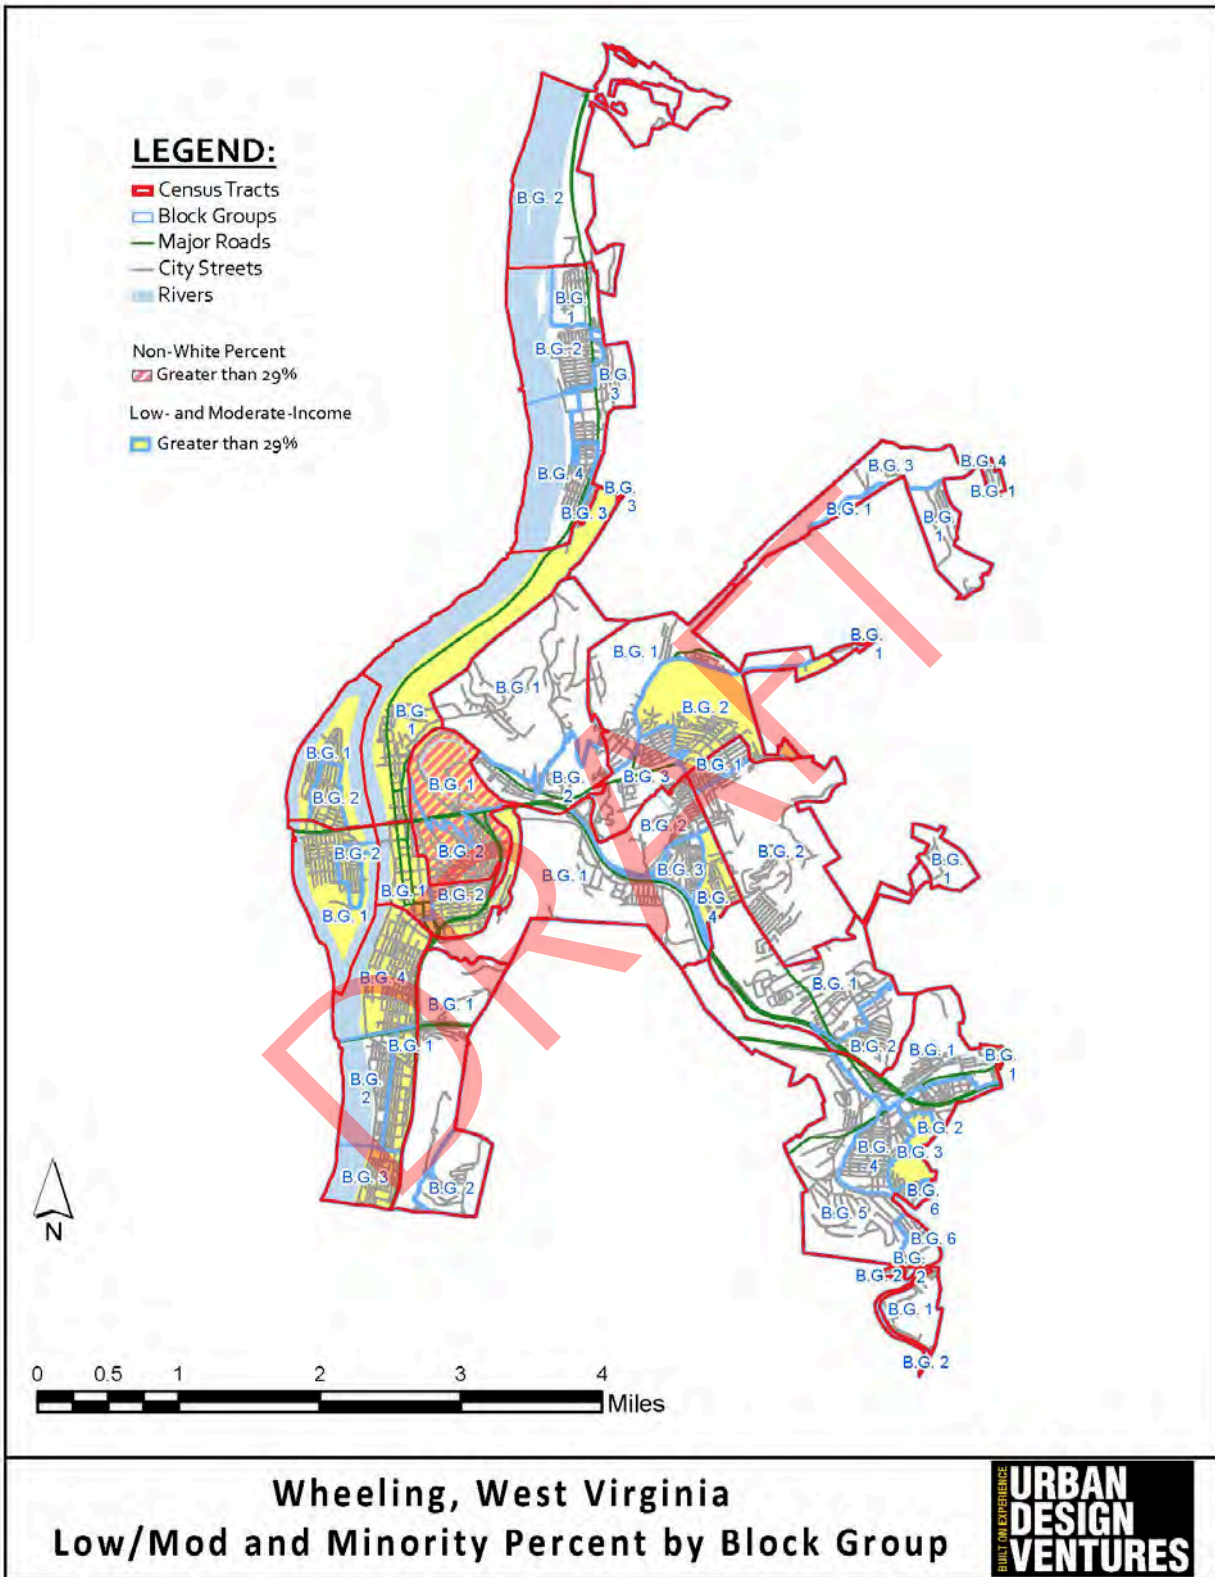 LEGEND:
Census Tracts
Block Groups
Major Roads
City Streets
Rivers
Non-White Percent
Greater than 29%
Low- and Moderate-Income
Greater than 29%
B.G. 2
B.G.
1
B.G. 2
B.G.
3
B.G. 4
B.G.
3
B.G. 3
B.G. 3
B.G. 4
B.G. 1
B.G. 1
B.G.
1
B.G. 1
B.G.
1
B.G. 1
B.G. 2
B.G.
1
B.G. 1
B.G. 2
B.G. 1
B.G.
2
B.G. 3
B.G. 1
B.G. 2
B.G. 2
B.G. 2
B.G. 2
B.G. 1
B.G. 1
B.G. 2
B.G. 1
B.G. 3
B.G.
4
B.G. 2
B.G.
1
B.G. 4
B.G. 1
B.G. 1
B.G. 1
B.G.
2
B.G. 2
B.G. 1
B.G.
1
B.G. 2
B.G.
4
B.G. 3
B.G. 3
B.G. 2
B.G.
6
B.G. 5
B.G. 6
B.G.
2
B.G. 2
B.G. 1
B.G. 2
DRAFT
N
0 0.5 1 2 3 4
Miles
Wheeling, West Virginia
Low/Mod and Minority Percent by Block Group
BUILT ON EXPERIENCE
URBAN
DESIGN
VENTURES